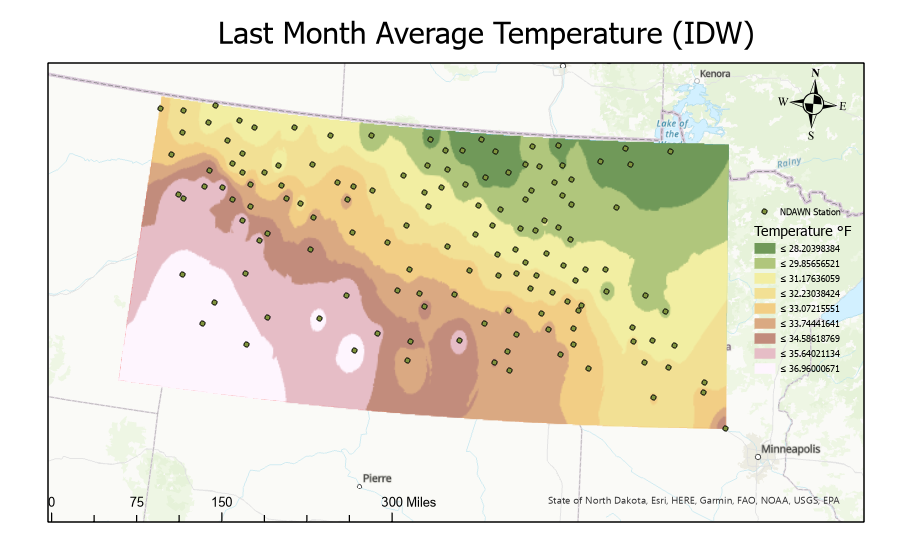 Last Month Average Temperature (IDW)
Kenora
N
W E
S
Lake of
the
Rainy
NDAWN Station
Temperature °F
≤ 28.20398384
≤ 29.85656521
≤ 31.17636059
≤ 32.23038424
≤ 33.07215551
≤ 33.74441641
≤ 34.58618769
≤ 35.64021134
≤ 36.96000671
a
Minneapolis
Pierre
0 75 150 300 Miles
State of North Dakota, Esri, HERE, Garmin, FAO, NOAA, USGS, EPA